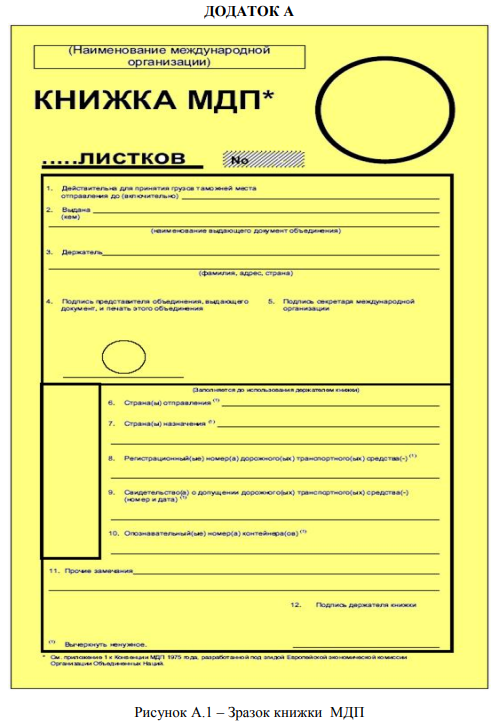 ДОДАТОК А
(Наименование международной
организации)
КНИЖКА МДП*
.....ЛИСТКОВ
No
1. Действительна для принятия грузов таможней места
отправления до (включительно)
2. Выдана
(кем)
(наименование выдающего документ объединения)
3. Держатель
(фамилия, адрес, страна)
4. Подпись представителя объединения, выдающего
документ, и печать этого объединения
5. Подпись секретаря международной
организации
(Заполняется до использования держателем книжки)
6. Страна(ы) отправления (1)
7. Страна(ы) назначения (1)
8. Регистрационный(ые) номер(а) дорожного(ых) транспортного(ых) средства(-) (1)
9. Свидетельство(а) о допущении дорожного(ых) транспортного(ых) средства(-)
(номер и дата) (1)
10. Опознавательный(ые) номер(а) контейнера(ов) (1)
11. Прочие замечания
12. Подпись держателя книжки
(1) Вычеркнуть ненужное.
* См. приложение 1 к Конвенции МДП 1975 года, разработанной под эгидой Европейской экономической комиссии
Организации Объединенных Наций.
Рисунок А.1 – Зразок книжки МДП